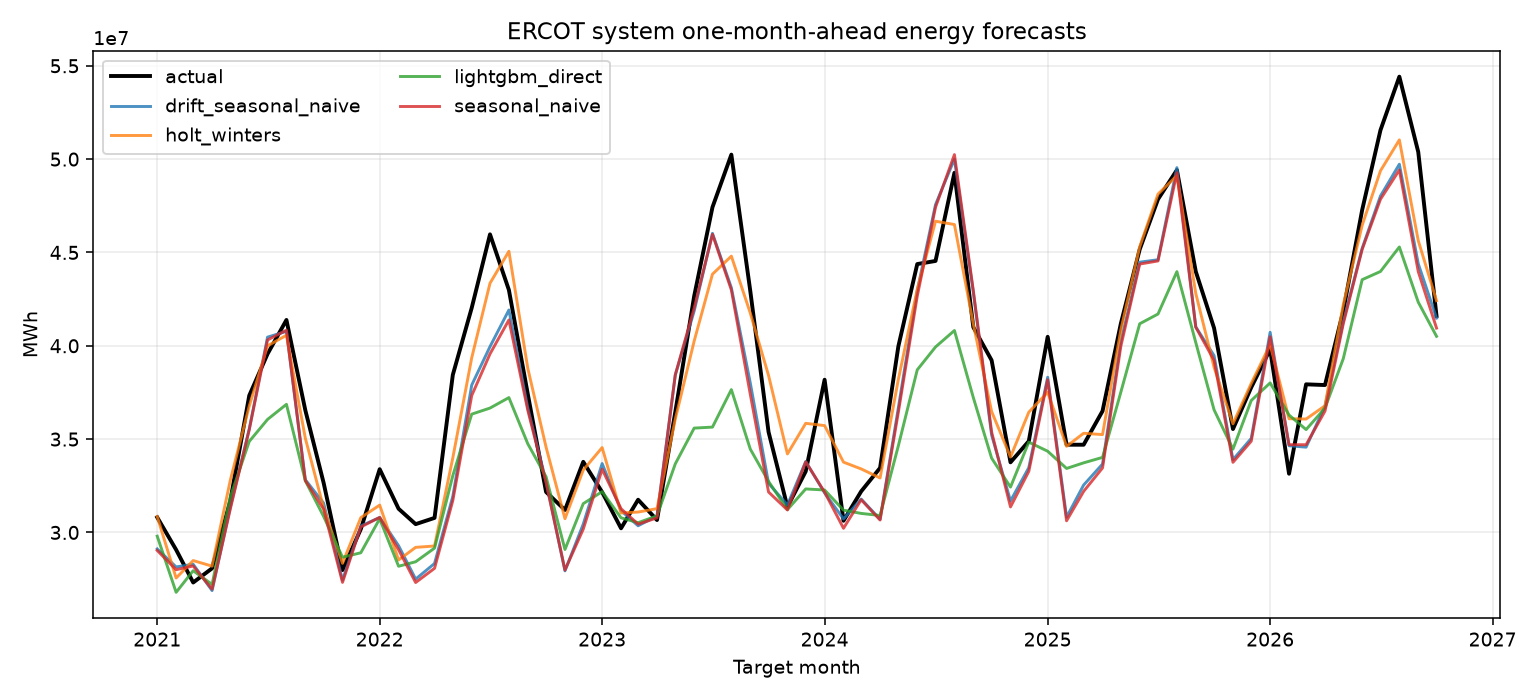 ERCOT system one-month-ahead energy forecasts
1e7
5.5
5.0
4.5
4.0
3.5
3.0
MWh
actual
drift_seasonal_naive
holt_winters
lightgbm_direct
seasonal_naive
2021 2022 2023 2024 2025 2026 2027
Target month